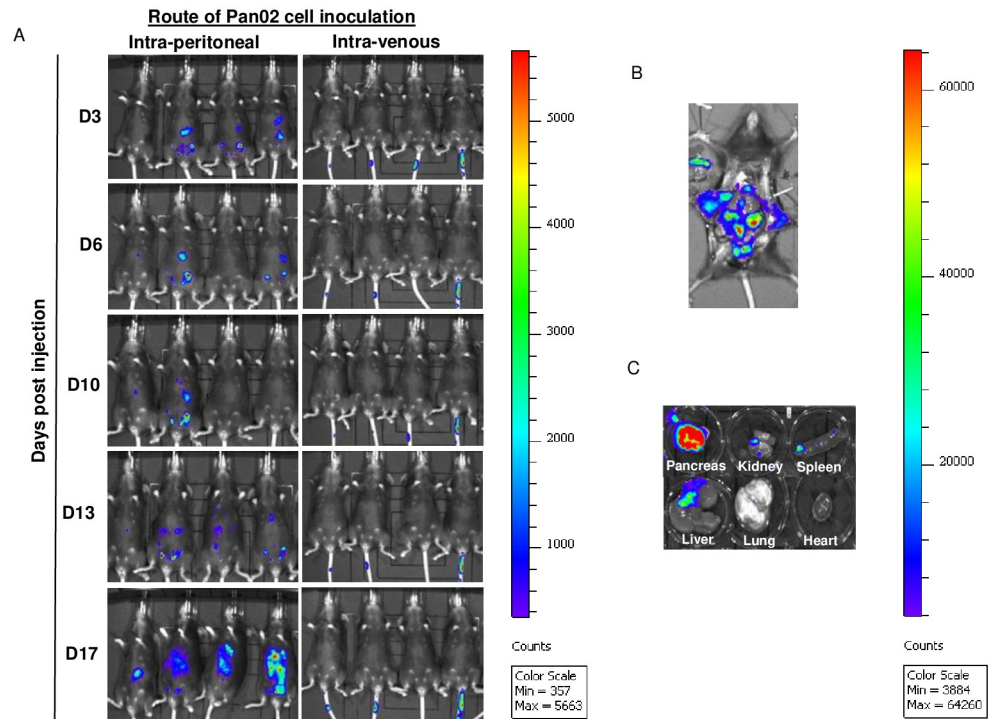 Route of Pan02 cell inoculation
A
Intra-peritoneal Intra-venous
Days post injection
D3
D6
D10
D13
D17
5000
4000
3000
2000
1000
Counts
Color Scale
Min = 357
Max = 5663
B
C
Pancreas Kidney Spleen
Liver Lung Heart
60000
40000
20000
Counts
Color Scale
Min = 3884
Max = 64260